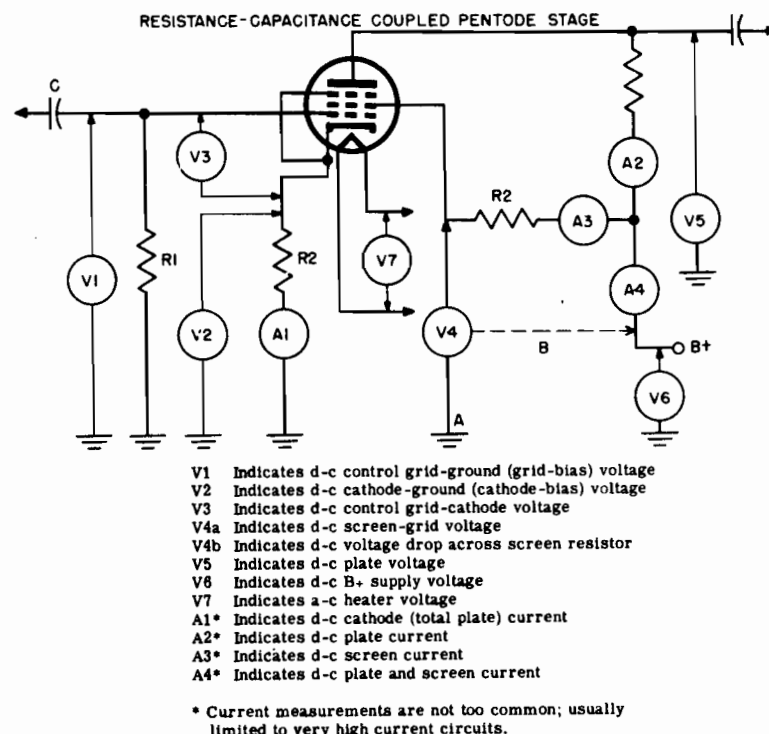 RESISTANCE-CAPACITANCE COUPLED PENTODE STAGE
C
V3
A2
R2
A3
V5
R1
V7
V1
R2
A4
V2
A1
V4
B
B+
V6
A
V1 Indicates d-c control grid-ground (grid-bias) voltage
V2 Indicates d-c cathode-ground (cathode-bias) voltage
V3 Indicates d-c control grid-cathode voltage
V4a Indicates d-c screen-grid voltage
V4b Indicates d-c voltage drop across screen resistor
V5 Indicates d-c plate voltage
V6 Indicates d-c B+ supply voltage
V7 Indicates a-c heater voltage
A1* Indicates d-c cathode (total plate) current
A2* Indicates d-c plate current
A3* Indicates d-c screen current
A4* Indicates d-c plate and screen current
* Current measurements are not too common; usually
limited to very high current circuits.